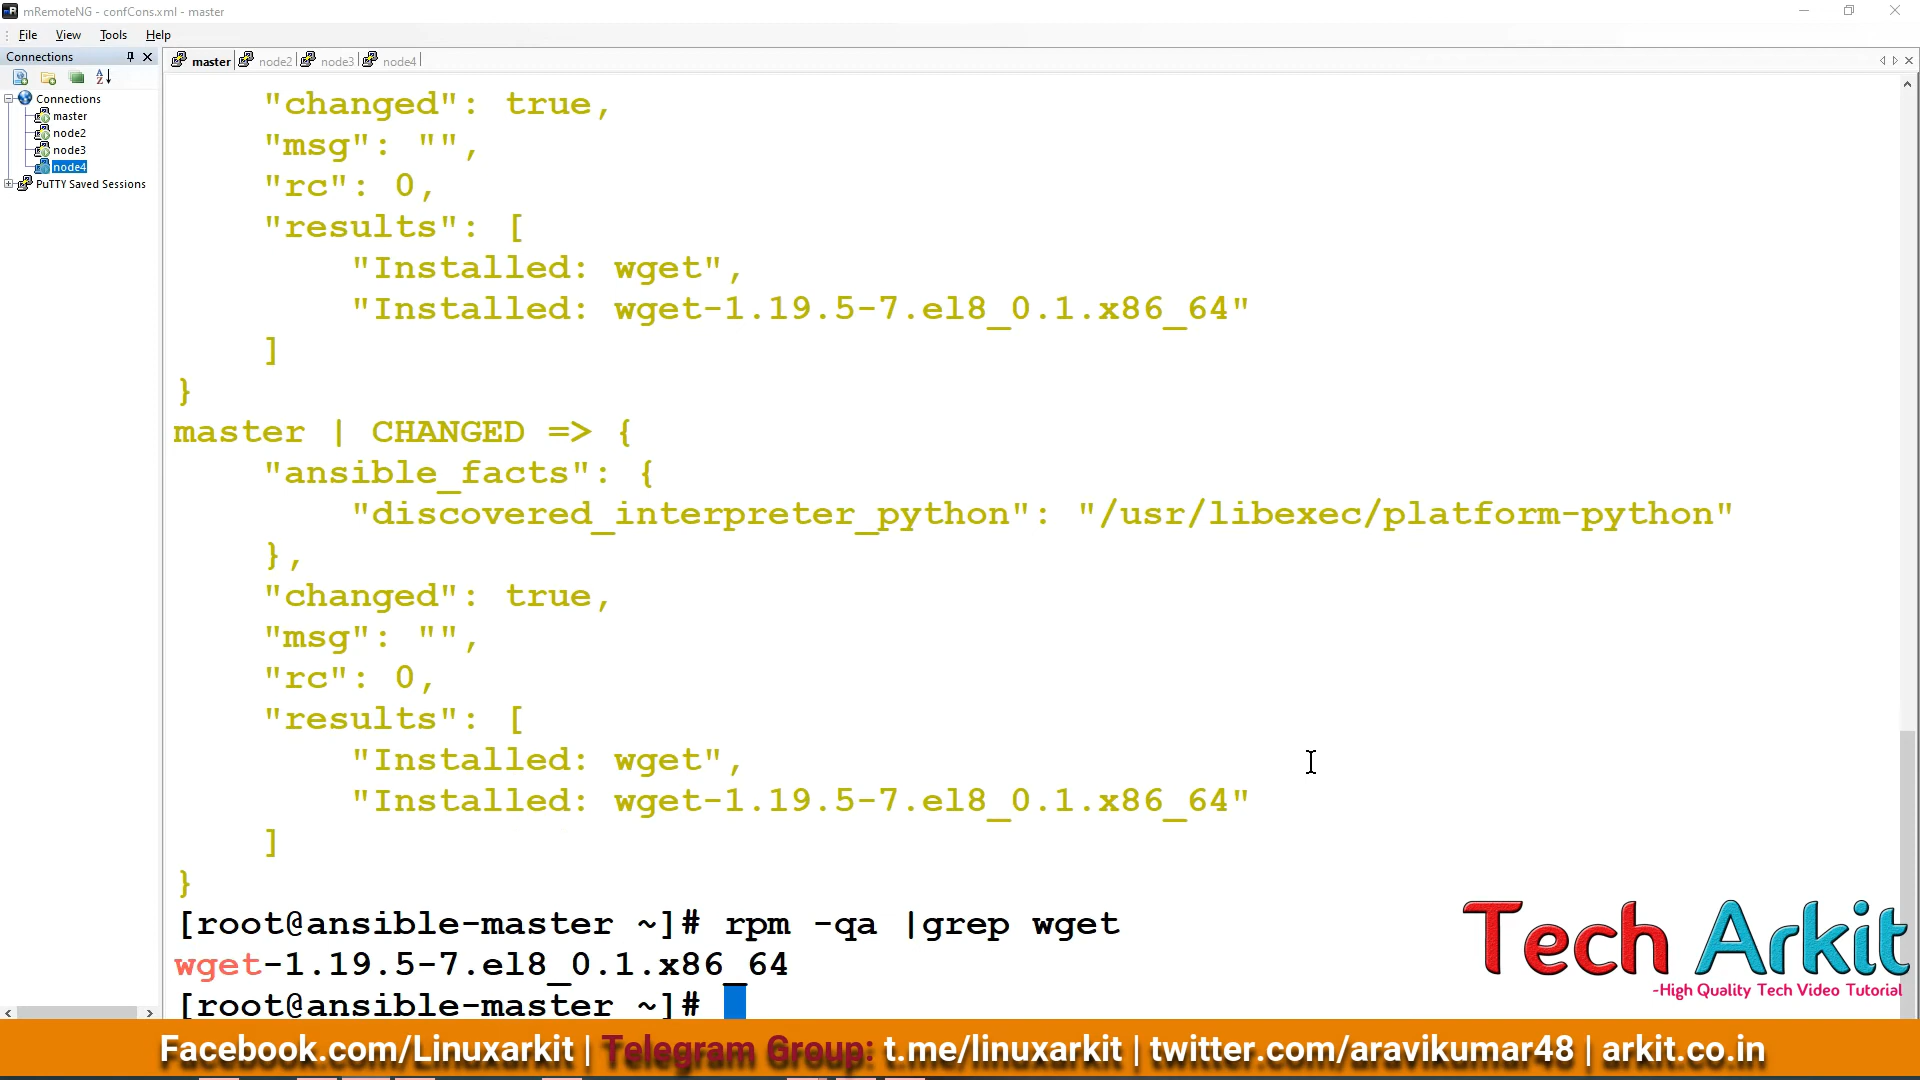 mRemoteNG - confCons.xml - master
File View Tools Help
Connections
master node2 node3 node4
Connections
master
node2
node3
node4
PuTTY Saved Sessions
"changed": true,
"msg": "",
"rc": 0,
"results": [
"Installed: wget",
"Installed: wget-1.19.5-7.el8_0.1.x86_64"
]
}
master | CHANGED => {
"ansible_facts": {
"discovered_interpreter_python": "/usr/libexec/platform-python"
},
"changed": true,
"msg": "",
"rc": 0,
"results": [
"Installed: wget",
"Installed: wget-1.19.5-7.el8_0.1.x86_64"
]
}
[root@ansible-master ~]# rpm -qa |grep wget
wget-1.19.5-7.el8_0.1.x86_64
[root@ansible-master ~]#
Tech Arkit
-High Quality Tech Video Tutorial
Facebook.com/Linuxarkit | Telegram Group: t.me/linuxarkit | twitter.com/aravikumar48 | arkit.co.in